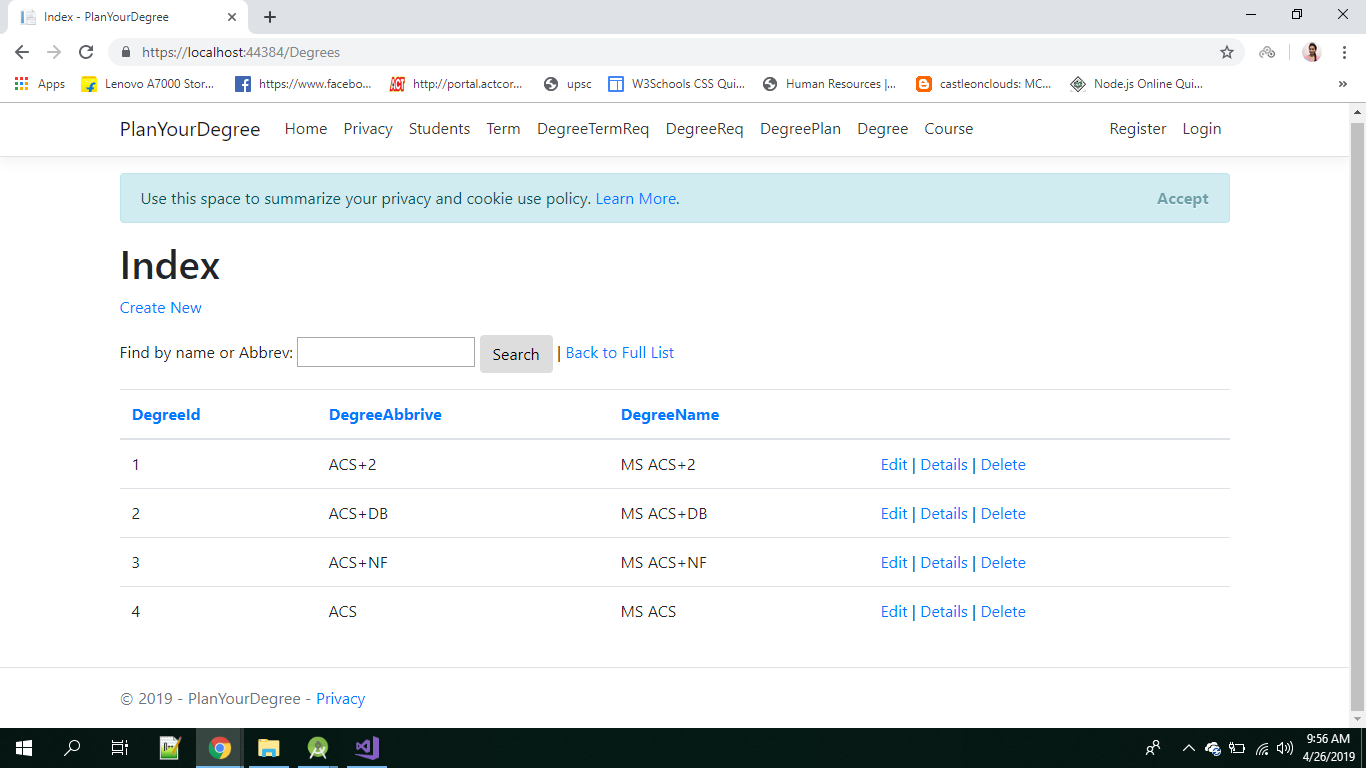 Index - PlanYourDegree
https://localhost:44384/Degrees
Apps Lenovo A7000 Stor... https://www.facebo... ACT http://portal.actcor... upsc W3Schools CSS Qui... Human Resources |... castleonclouds: MC... Node.js Online Qui... »
PlanYourDegree Home Privacy Students Term DegreeTermReq DegreeReq DegreePlan Degree Course Register Login
Use this space to summarize your privacy and cookie use policy. Learn More. Accept
Index
Create New
Find by name or Abbrev: Search | Back to Full List
DegreeId DegreeAbbrive DegreeName
1 ACS+2 MS ACS+2 Edit | Details | Delete
2 ACS+DB MS ACS+DB Edit | Details | Delete
3 ACS+NF MS ACS+NF Edit | Details | Delete
4 ACS MS ACS Edit | Details | Delete
© 2019 - PlanYourDegree - Privacy
9:56 AM
4/26/2019